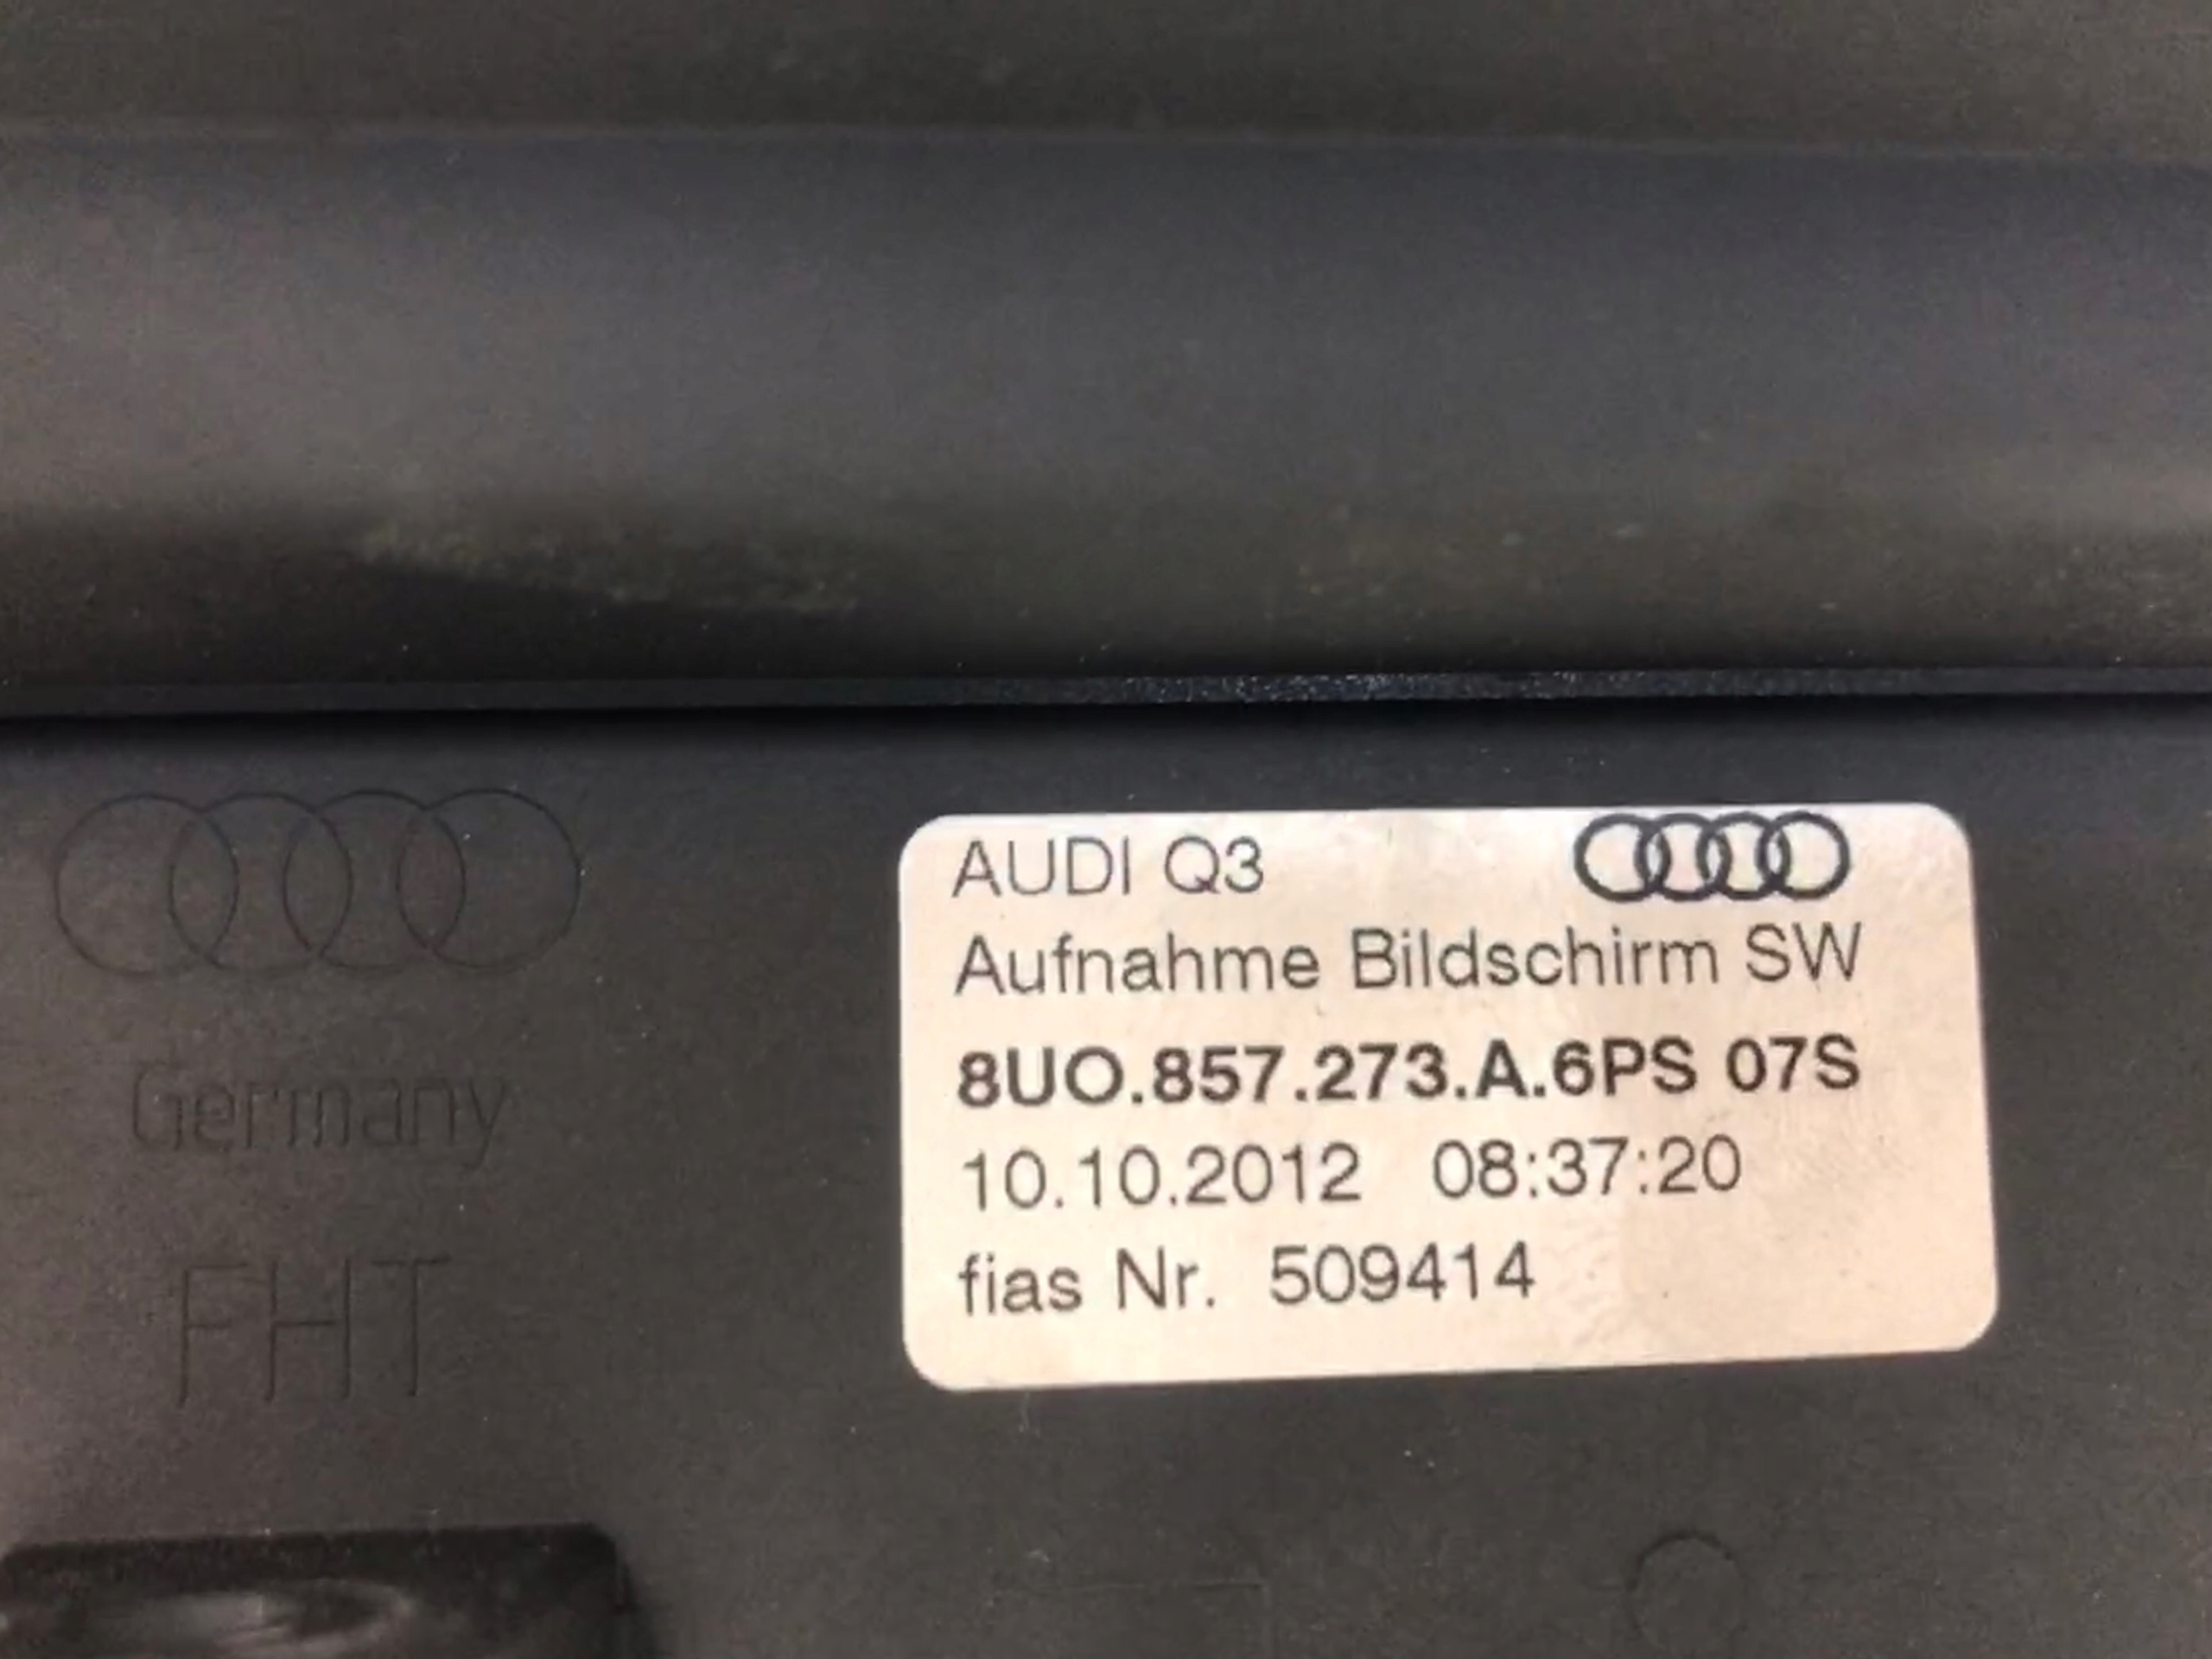 AUDI Q3
Aufnahme Bildschirm SW
8UO.857.273.A.6PS 07S
10.10.2012 08:37:20
fias Nr. 509414
Germany
FHT